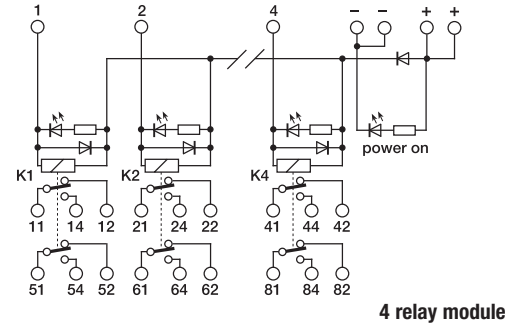 1 2 4 – – + +
power on
K1 K2 K4
11 14 12 21 24 22 41 44 42
51 54 52 61 64 62 81 84 82
4 relay module